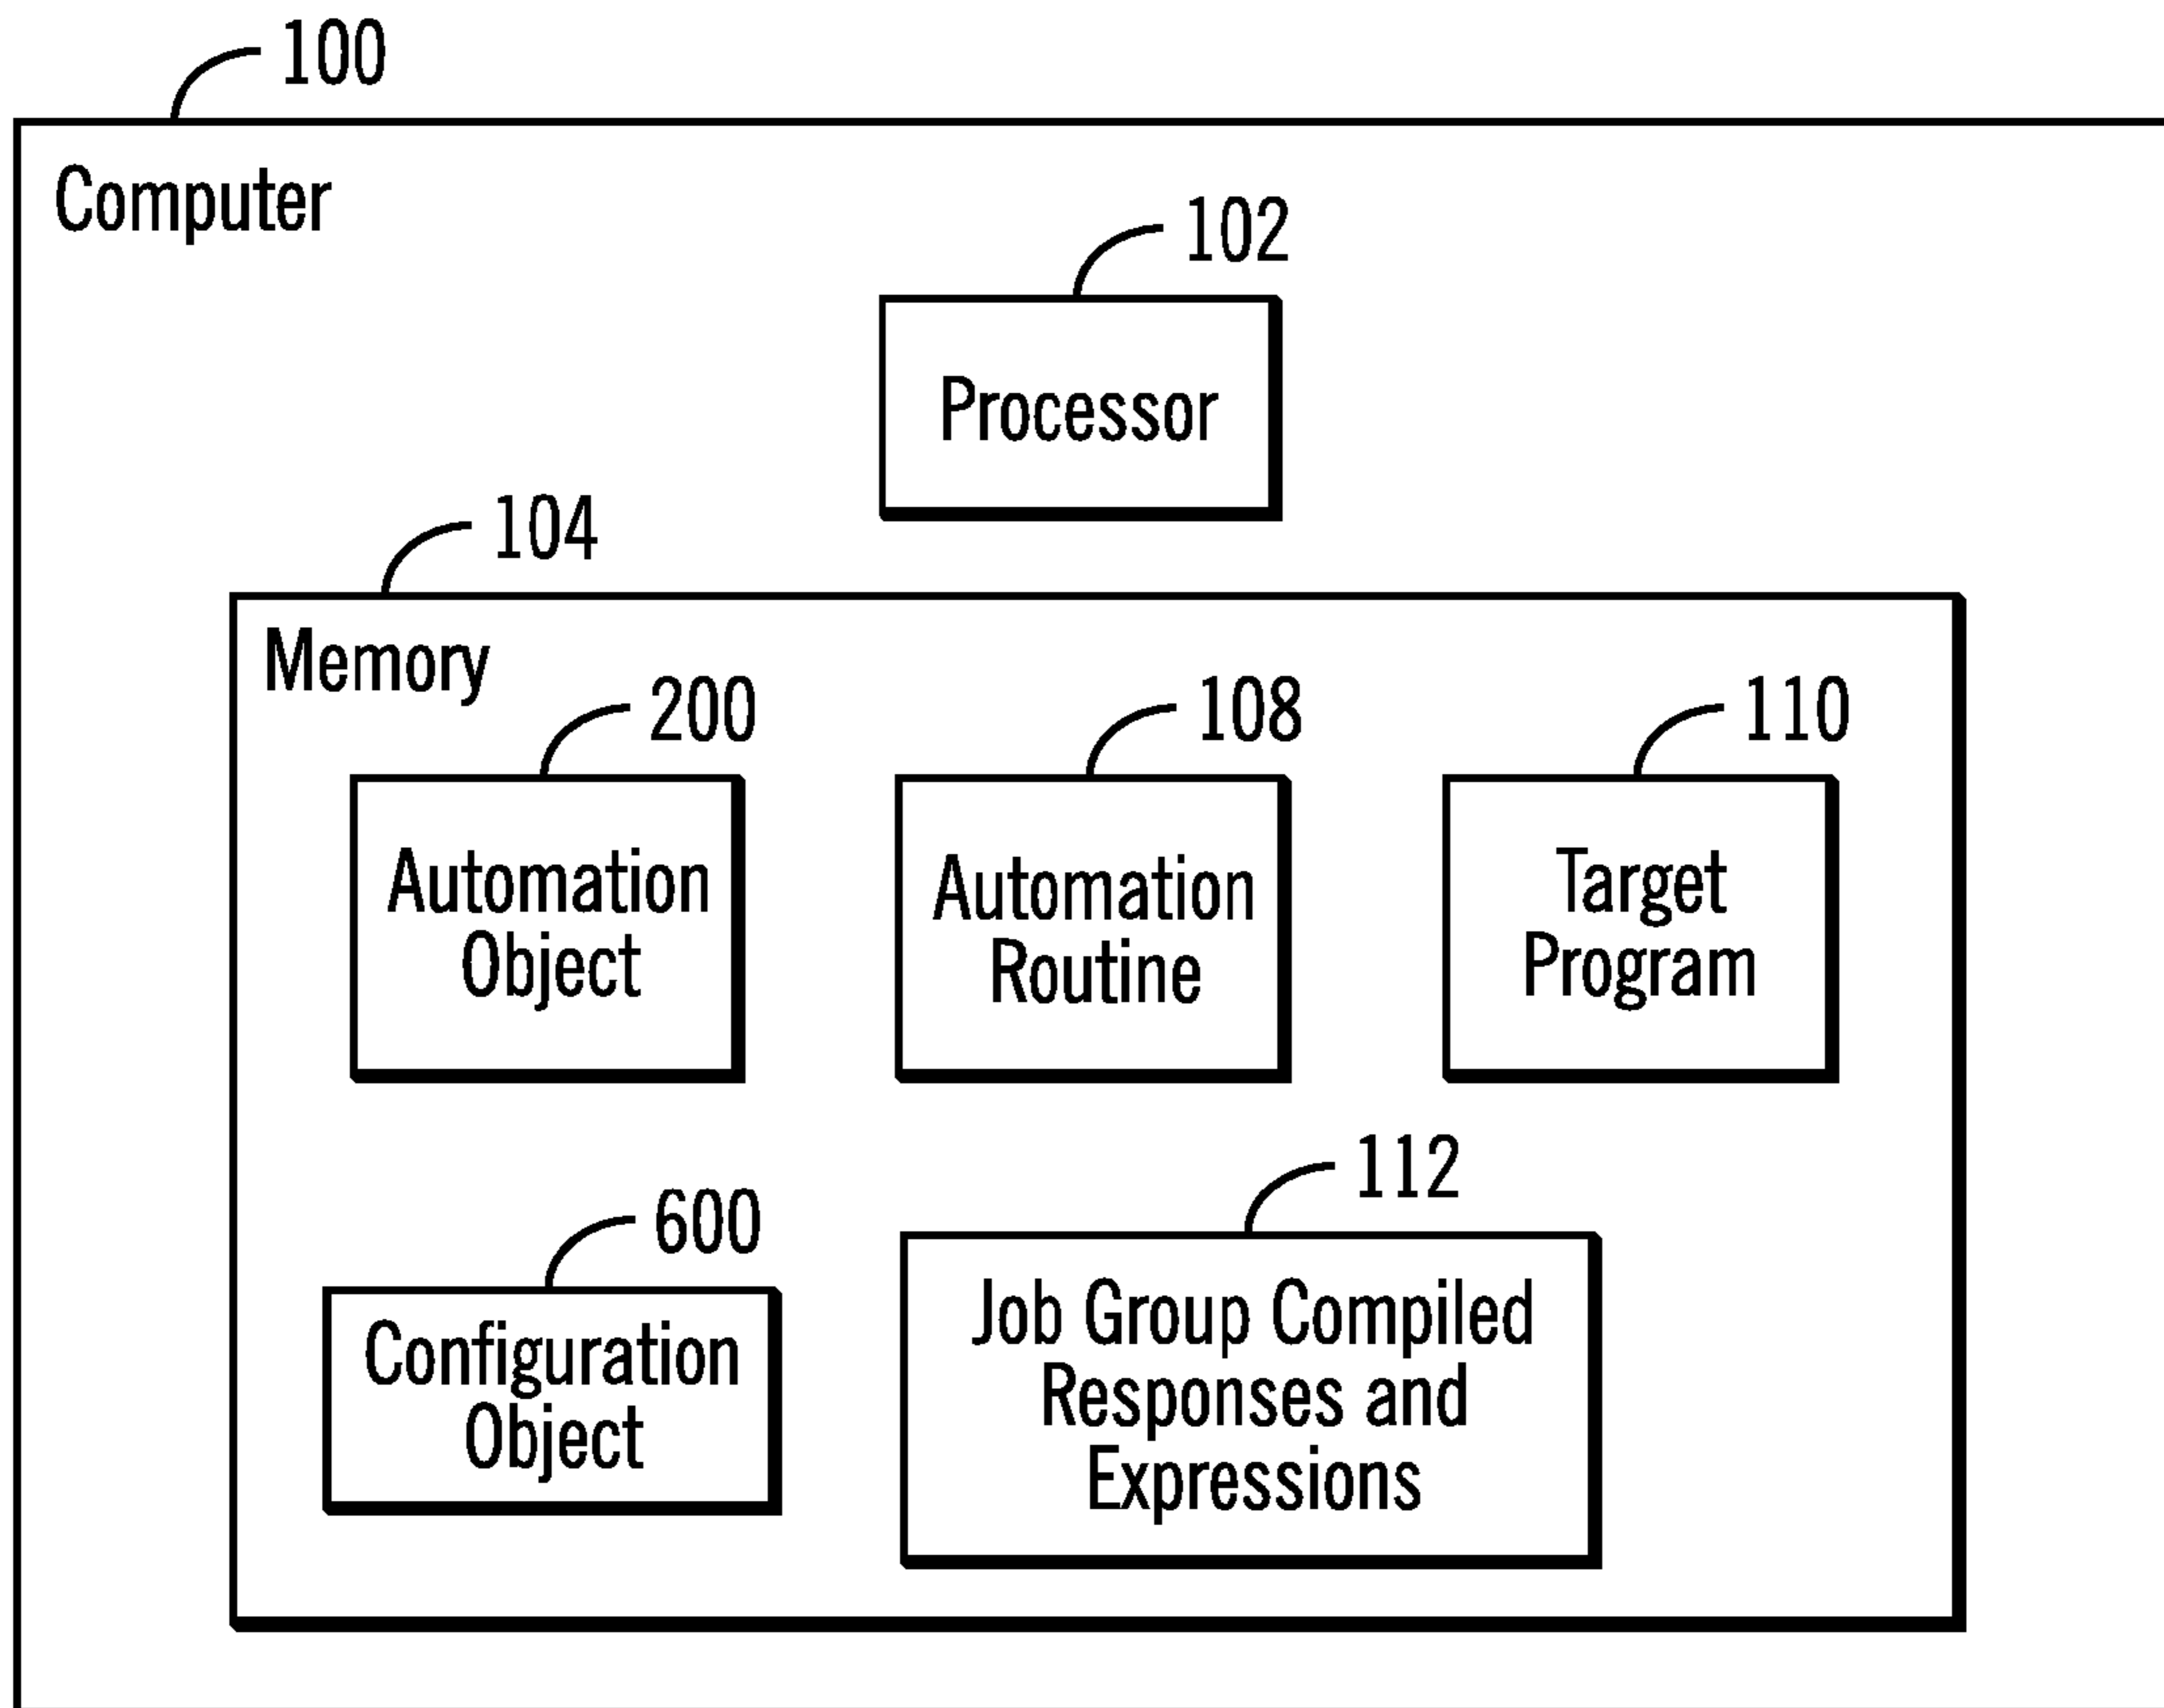 100
Computer
102
Processor
104
Memory
200
108
110
Automation
Object
Automation
Routine
Target
Program
600
112
Configuration
Object
Job Group Compiled
Responses and
Expressions